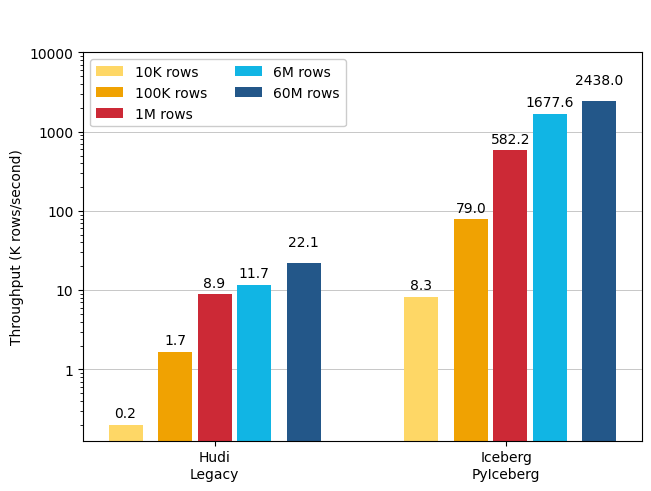 10000
1000
100
10
1
Throughput (K rows/second)
10K rows
100K rows
1M rows
6M rows
60M rows
0.2
1.7
8.9
11.7
22.1
8.3
79.0
582.2
1677.6
2438.0
Hudi
Legacy
Iceberg
PyIceberg